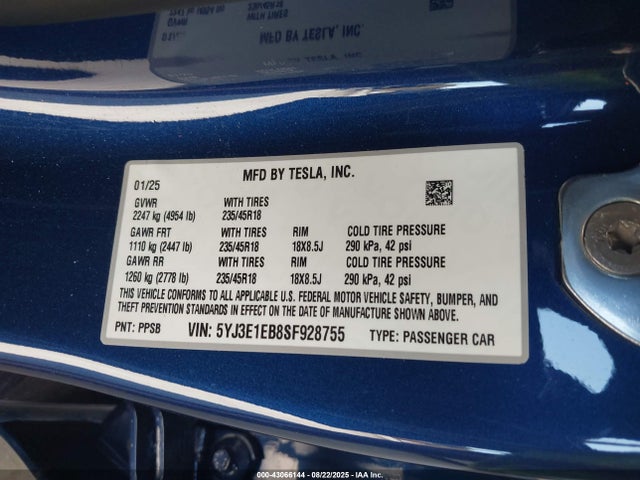 MFD BY TESLA, INC.
01/25
GVWR WITH TIRES
2247 kg (4954 lb) 235/45R18
GAWR FRT WITH TIRES RIM COLD TIRE PRESSURE
1110 kg (2447 lb) 235/45R18 18X8.5J 290 kPa, 42 psi
GAWR RR WITH TIRES RIM COLD TIRE PRESSURE
1260 kg (2778 lb) 235/45R18 18X8.5J 290 kPa, 42 psi
THIS VEHICLE CONFORMS TO ALL U.S. FEDERAL MOTOR VEHICLE SAFETY, BUMPER, AND
THEFT PREVENTION STANDARDS IN EFFECT ON THE DATE OF MANUFACTURE SHOWN ABOVE.
PNT: PPSB VIN: 5YJ3E1EB8SF928755 TYPE: PASSENGER CAR
000-43066144 - 08/22/2025 - IAA Inc.